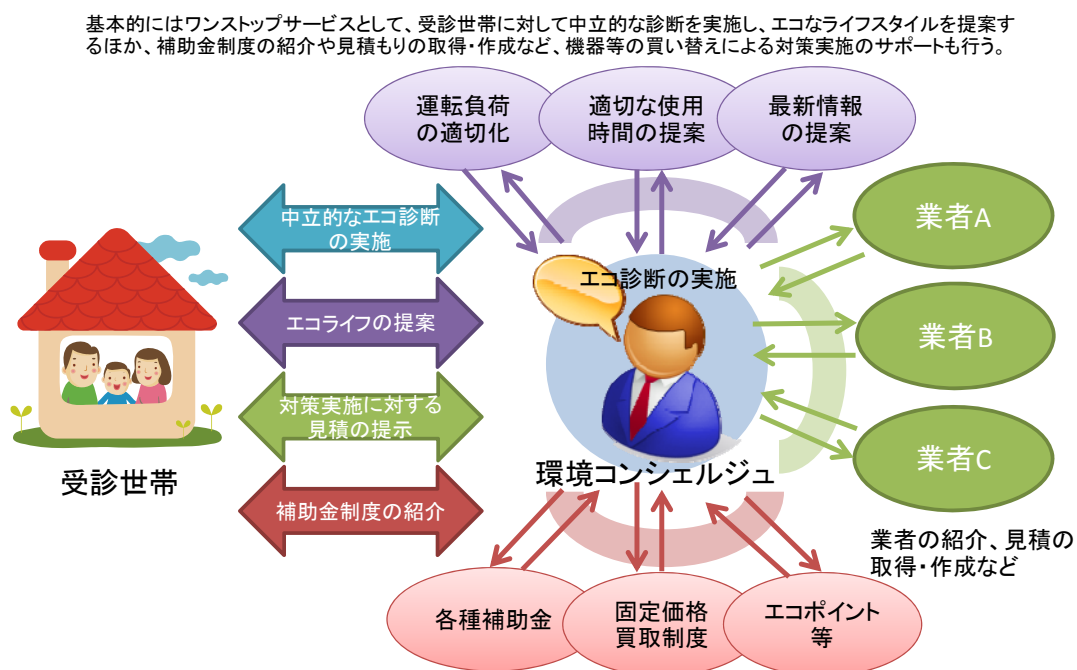 基本的にはワンストップサービスとして、受診世帯に対して中立的な診断を実施し、エコなライフスタイルを提案す
るほか、補助金制度の紹介や見積もりの取得・作成など、機器等の買い替えによる対策実施のサポートも行う。
運転負荷
の適切化
適切な使用
時間の提案
最新情報
の提案
中立的なエコ診断
の実施
エコライフの提案
対策実施に対する
見積の提示
補助金制度の紹介
受診世帯
エコ診断の実施
環境コンシェルジュ
業者A
業者B
業者C
業者の紹介、見積の
取得・作成など
各種補助金
固定価格
買取制度
エコポイント
等